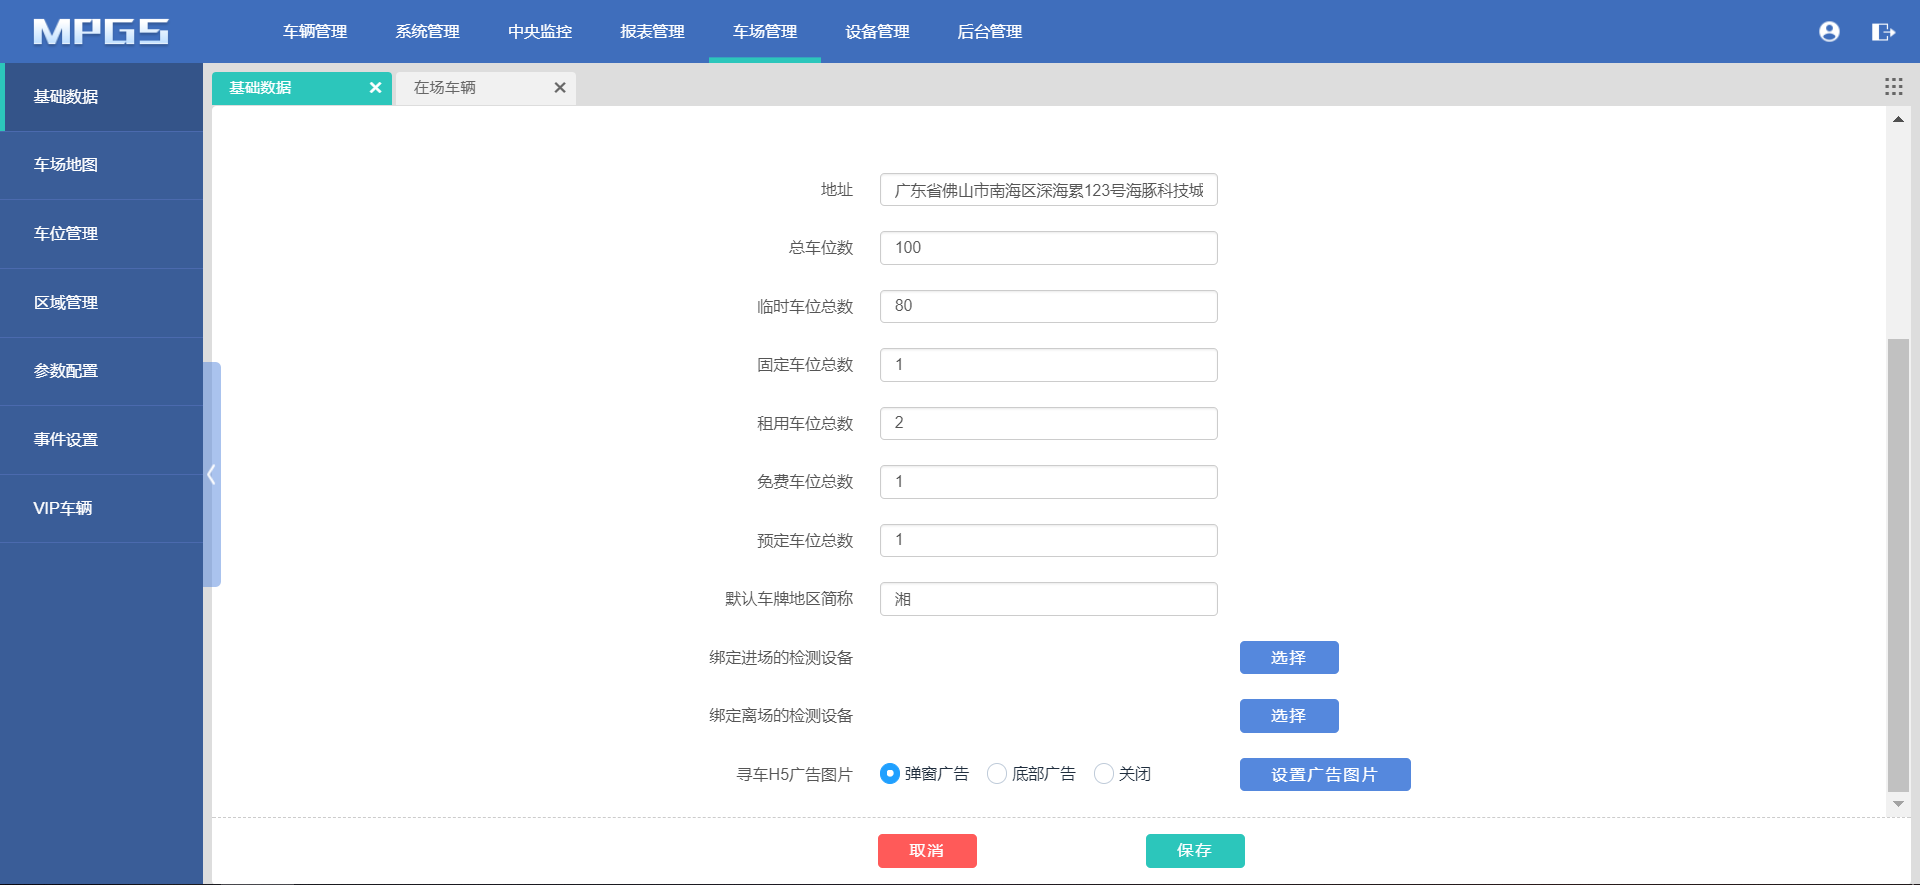 MPGS
车辆管理 系统管理 中央监控 报表管理 车场管理 设备管理 后台管理
基础数据 在场车辆
基础数据
车场地图
车位管理
区域管理
参数配置
事件设置
VIP车辆
地址 广东省佛山市南海区深海累123号海豚科技城
总车位数 100
临时车位总数 80
固定车位总数 1
租用车位总数 2
免费车位总数 1
预定车位总数 1
默认车牌地区简称 湘
绑定进场的检测设备 选择
绑定离场的检测设备 选择
寻车H5广告图片 弹窗广告 底部广告 关闭 设置广告图片
取消 保存